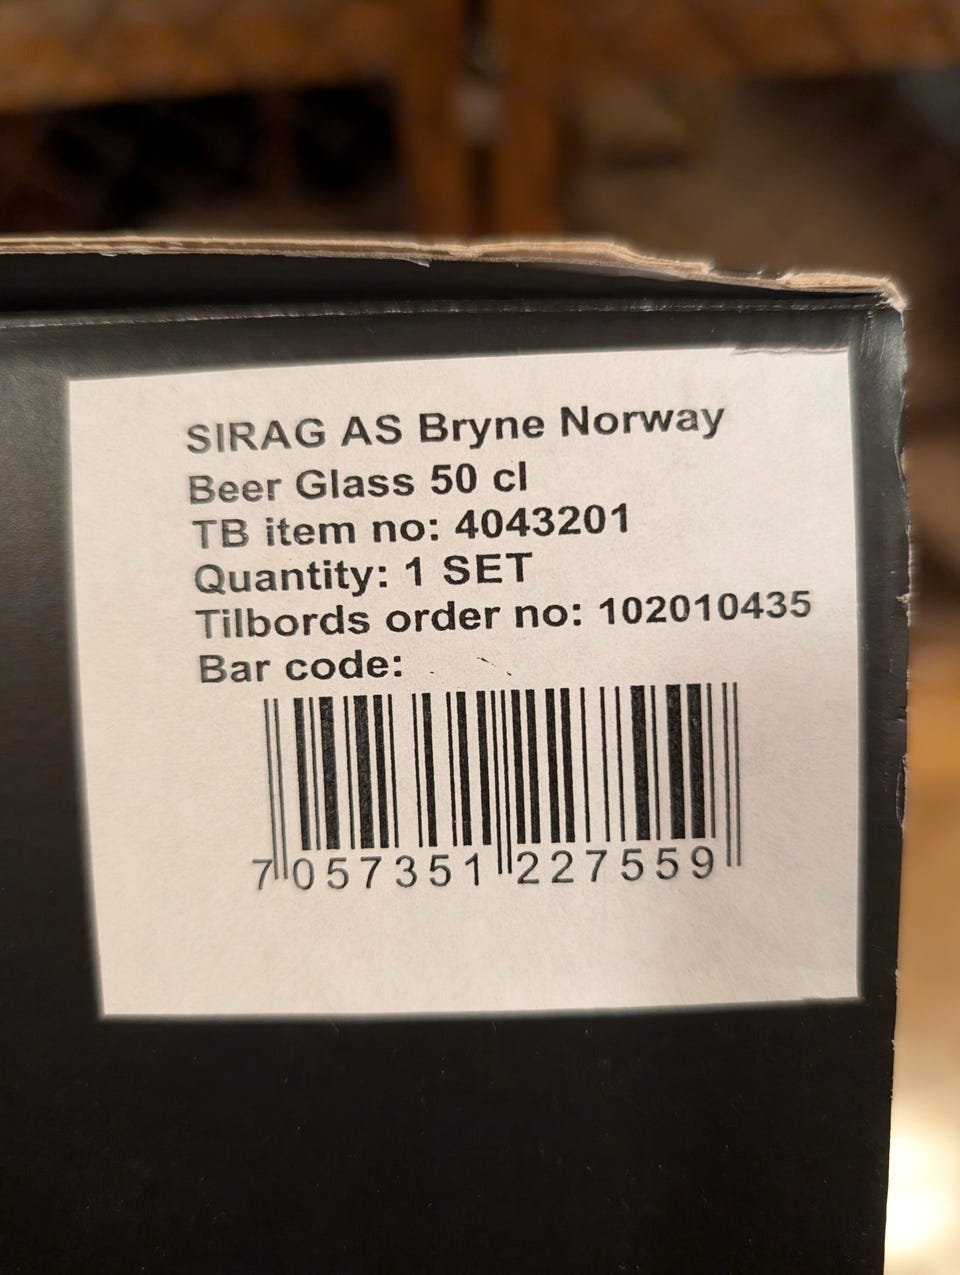 SIRAG AS Bryne Norway
Beer Glass 50 cl
TB item no: 4043201
Quantity: 1 SET
Tilbords order no: 102010435
Bar code:
7 057351 227559